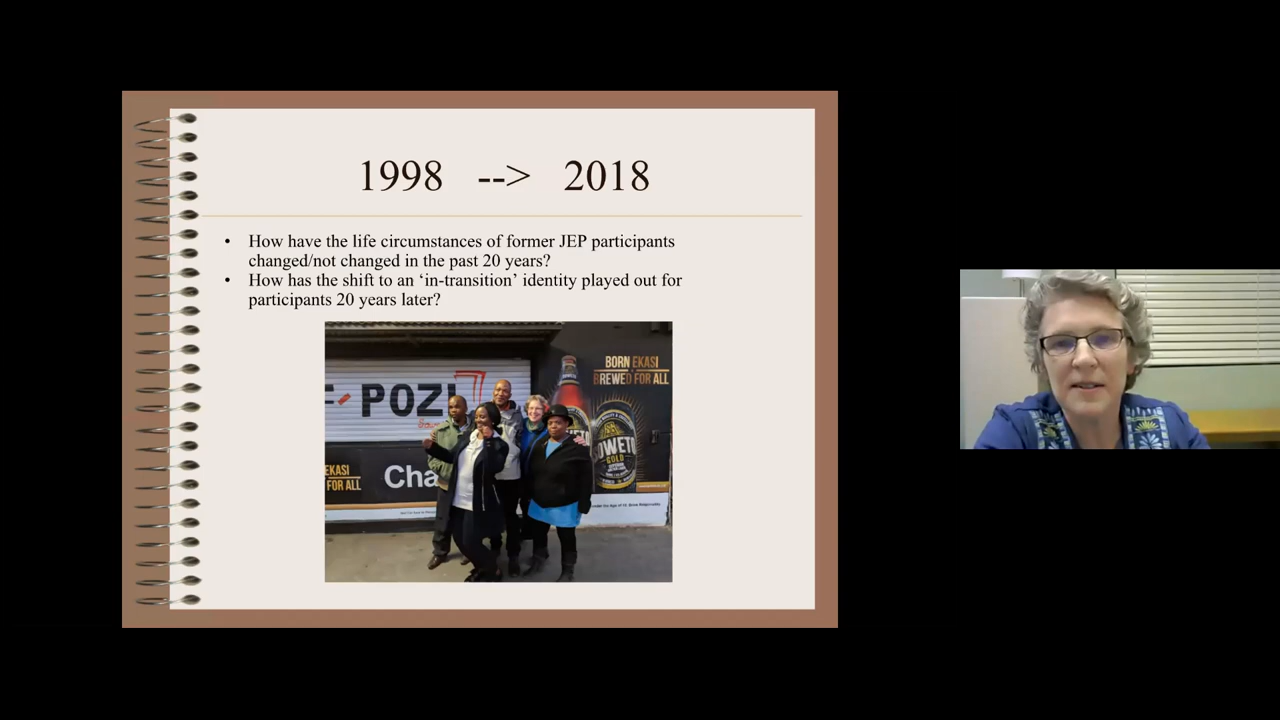 1998 --> 2018
• How have the life circumstances of former JEP participants
changed/not changed in the past 20 years?
• How has the shift to an ‘in-transition’ identity played out for
participants 20 years later?
POZI
BORN EKASI
BREWED FOR ALL
GOLD
EKASI
FOR ALL
Cha